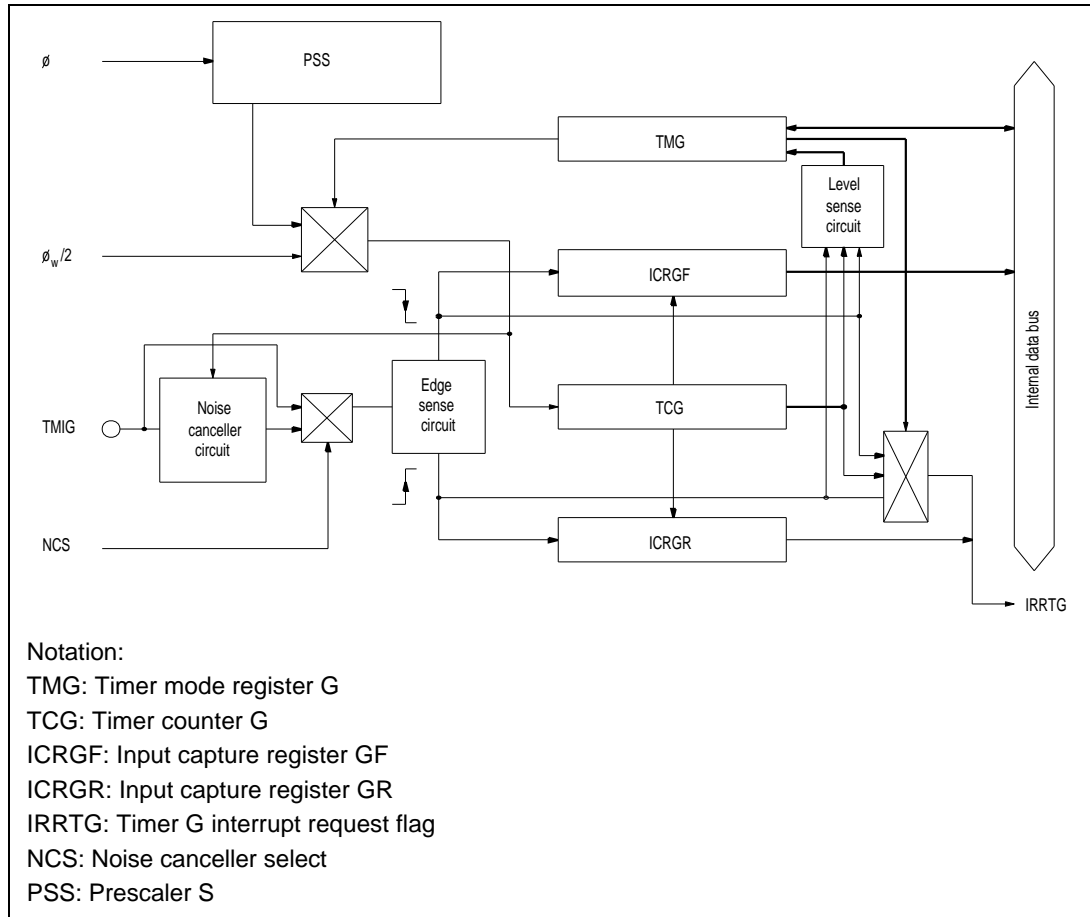 ø
PSS
TMG
Level
sense
circuit
øw/2
ICRGF
Internal data bus
TMIG
Noise
canceller
circuit
Edge
sense
circuit
TCG
NCS
ICRGR
IRRTG
Notation:
TMG: Timer mode register G
TCG: Timer counter G
ICRGF: Input capture register GF
ICRGR: Input capture register GR
IRRTG: Timer G interrupt request flag
NCS: Noise canceller select
PSS: Prescaler S